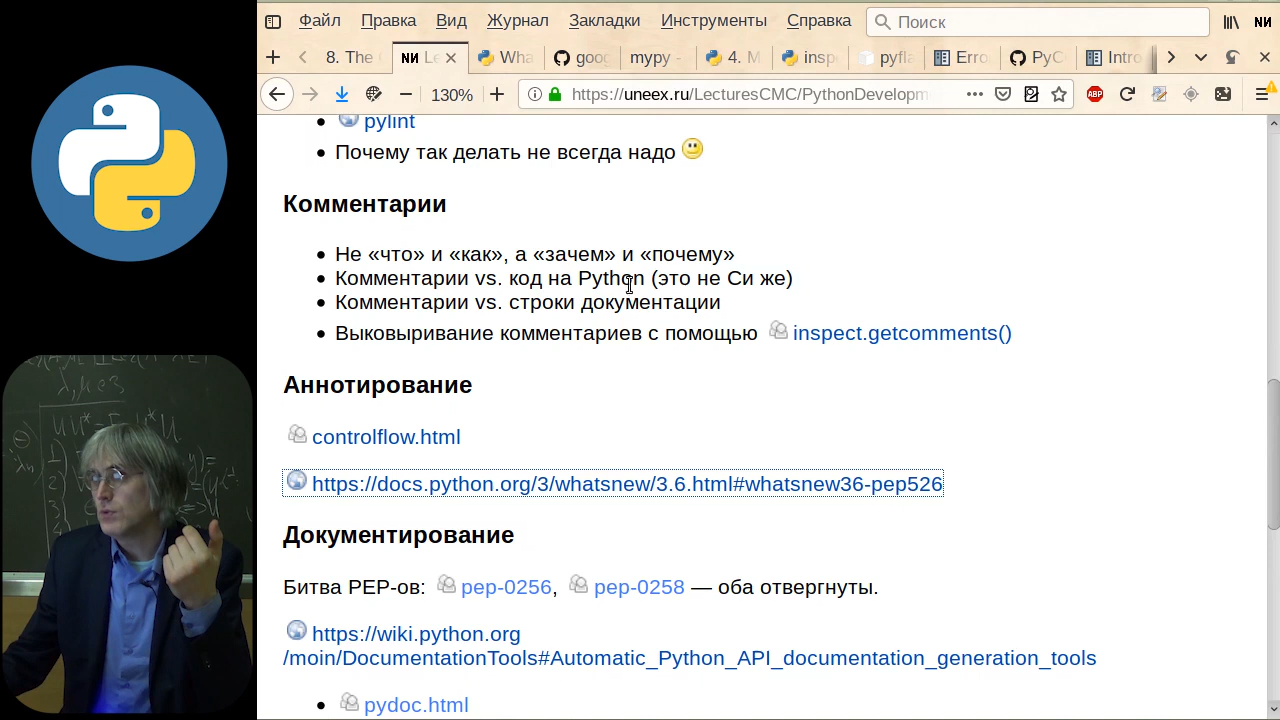 Файл Правка Вид Журнал Закладки Инструменты Справка Поиск NИ
8. The NИ Le Wha goog mypy - 4. M inspe pyfla Erro PyC Intro
130% https://uneex.ru/LecturesCMC/PythonDevelopm ABP
pylint
Почему так делать не всегда надо
Комментарии
Не «что» и «как», а «зачем» и «почему»
Комментарии vs. код на Python (это не Си же)
Комментарии vs. строки документации
Выковыривание комментариев с помощью inspect.getcomments()
Аннотирование
controlflow.html
https://docs.python.org/3/whatsnew/3.6.html#whatsnew36-pep526
Документирование
Битва PEP-ов: pep-0256, pep-0258 — оба отвергнуты.
https://wiki.python.org
/moin/DocumentationTools#Automatic_Python_API_documentation_generation_tools
pydoc.html